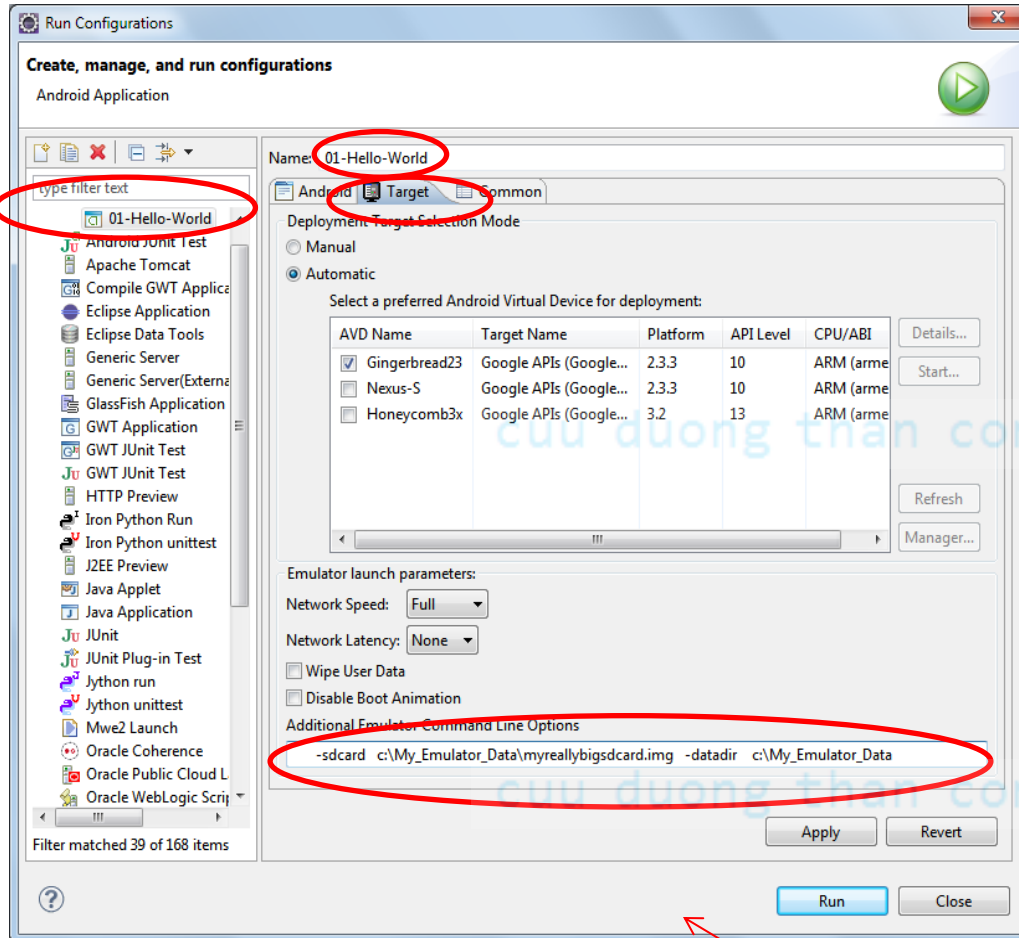 Run Configurations
Create, manage, and run configurations
Android Application
type filter text
01-Hello-World
Android JUnit Test
Apache Tomcat
Compile GWT Applica
Eclipse Application
Eclipse Data Tools
Generic Server
Generic Server(Externa
GlassFish Application
GWT Application
GWT JUnit Test
GWT JUnit Test
HTTP Preview
Iron Python Run
Iron Python unittest
J2EE Preview
Java Applet
Java Application
JUnit
JUnit Plug-in Test
Jython run
Jython unittest
Mwe2 Launch
Oracle Coherence
Oracle Public Cloud L
Oracle WebLogic Scrip
Filter matched 39 of 168 items
Name: 01-Hello-World
Android Target Common
Deployment Target Selection Mode
Manual
Automatic
Select a preferred Android Virtual Device for deployment:
AVD Name Target Name Platform API Level CPU/ABI
Gingerbread23 Google APIs (Google... 2.3.3 10 ARM (arme
Nexus-S Google APIs (Google... 2.3.3 10 ARM (arme
Honeycomb3x Google APIs (Google... 3.2 13 ARM (arme
Details...
Start...
cuu duong than con
Refresh
Manager...
Emulator launch parameters:
Network Speed: Full
Network Latency: None
Wipe User Data
Disable Boot Animation
Additional Emulator Command Line Options
-sdcard c:\My_Emulator_Data\myreallybigsdcard.img -datadir c:\My_Emulator_Data
cuu duong than con
Apply Revert
Run Close